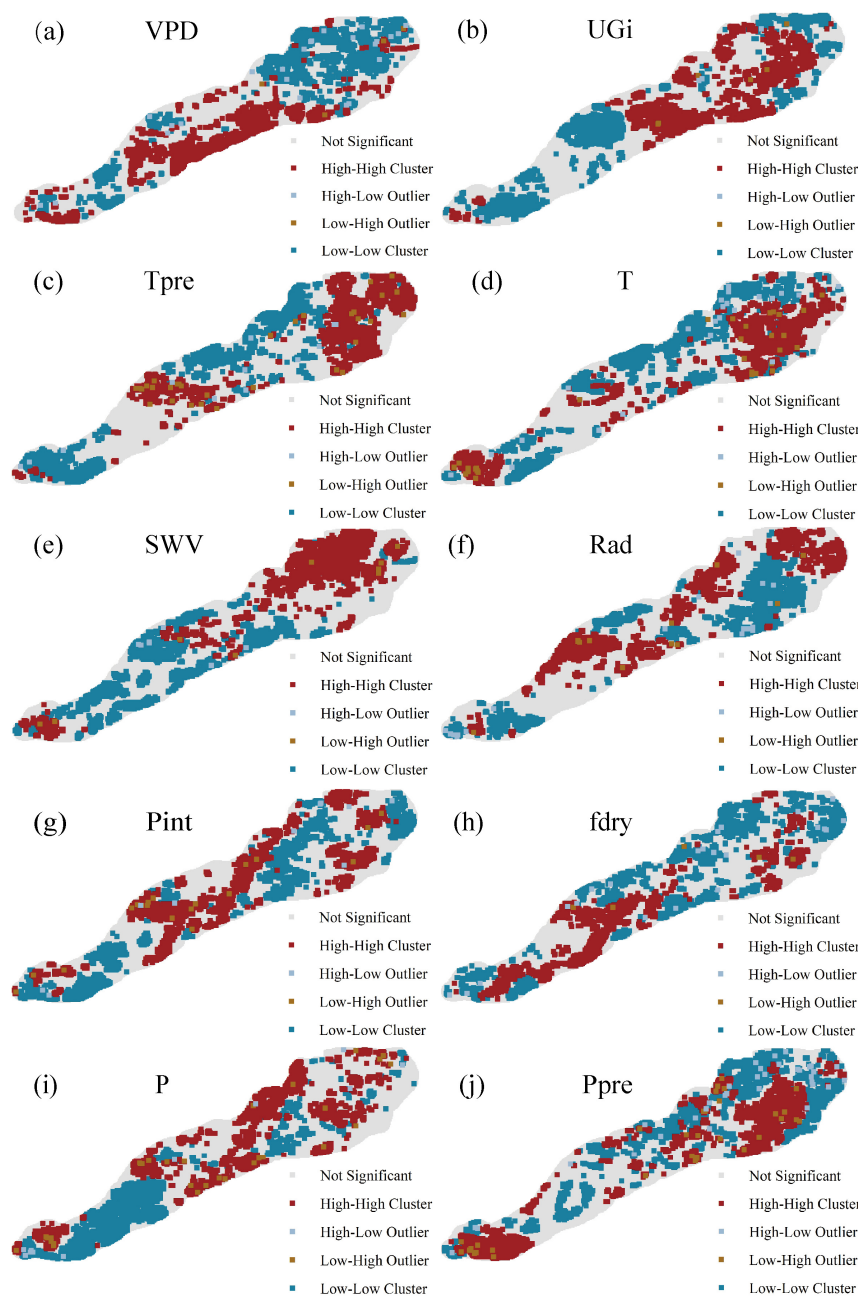 (a) VPD
Not Significant
High-High Cluster
High-Low Outlier
Low-High Outlier
Low-Low Cluster
(b) UGi
Not Significant
High-High Cluster
High-Low Outlier
Low-High Outlier
Low-Low Cluster
(c) Tpre
Not Significant
High-High Cluster
High-Low Outlier
Low-High Outlier
Low-Low Cluster
(d) T
Not Significant
High-High Cluster
High-Low Outlier
Low-High Outlier
Low-Low Cluster
(e) SWV
Not Significant
High-High Cluster
High-Low Outlier
Low-High Outlier
Low-Low Cluster
(f) Rad
Not Significant
High-High Cluster
High-Low Outlier
Low-High Outlier
Low-Low Cluster
(g) Pint
Not Significant
High-High Cluster
High-Low Outlier
Low-High Outlier
Low-Low Cluster
(h) fdry
Not Significant
High-High Cluster
High-Low Outlier
Low-High Outlier
Low-Low Cluster
(i) P
Not Significant
High-High Cluster
High-Low Outlier
Low-High Outlier
Low-Low Cluster
(j) Ppre
Not Significant
High-High Cluster
High-Low Outlier
Low-High Outlier
Low-Low Cluster